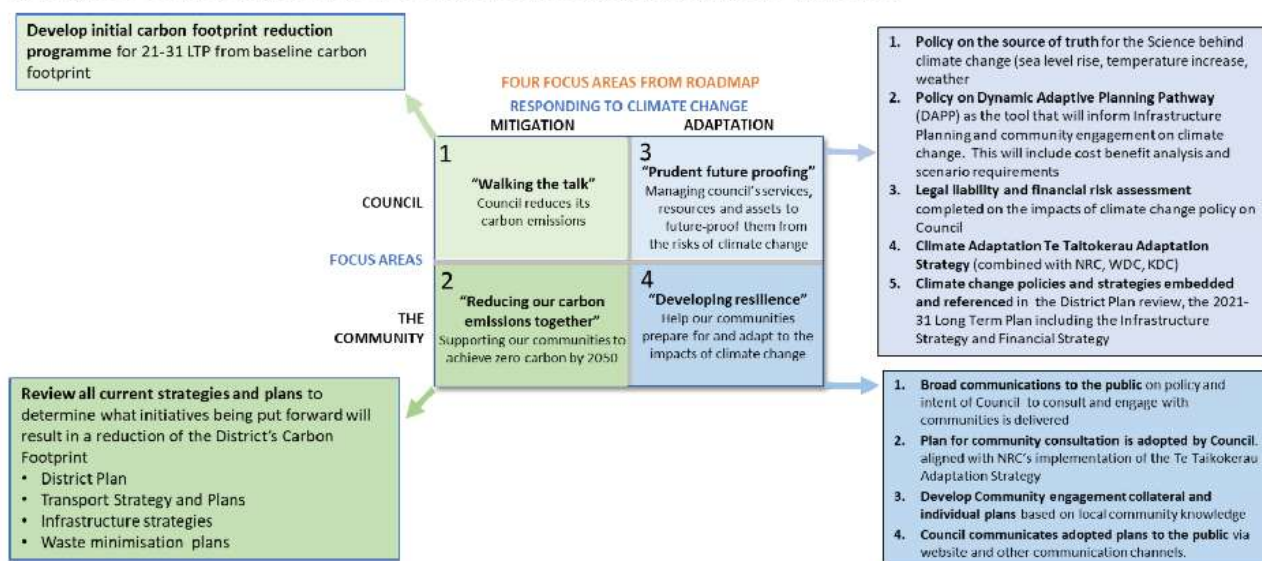 Develop initial carbon footprint reduction
programme for 21-31 LTP from baseline carbon
footprint
FOUR FOCUS AREAS FROM ROADMAP
RESPONDING TO CLIMATE CHANGE
MITIGATION
ADAPTATION
COUNCIL
FOCUS AREAS
THE
COMMUNITY
1
“Walking the talk”
Council reduces its
carbon emissions
3
“Prudent future proofing”
Managing council’s services,
resources and assets to
future-proof them from
the risks of climate change
2
“Reducing our carbon
emissions together”
Supporting our communities to
achieve zero carbon by 2050
4
“Developing resilience”
Help our communities
prepare for and adapt to the
impacts of climate change
1. Policy on the source of truth for the Science behind
climate change (sea level rise, temperature increase,
weather
2. Policy on Dynamic Adaptive Planning Pathway
(DAPP) as the tool that will inform Infrastructure
Planning and community engagement on climate
change. This will include cost benefit analysis and
scenario requirements
3. Legal liability and financial risk assessment
completed on the impacts of climate change policy on
Council
4. Climate Adaptation Te Taitokerau Adaptation
Strategy (combined with NRC, WDC, KDC)
5. Climate change policies and strategies embedded
and referenced in the District Plan review, the 2021-
31 Long Term Plan including the Infrastructure
Strategy and Financial Strategy
Review all current strategies and plans to
determine what initiatives being put forward will
result in a reduction of the District’s Carbon
Footprint
• District Plan
• Transport Strategy and Plans
• Infrastructure strategies
• Waste minimisation plans
1. Broad communications to the public on policy and
intent of Council to consult and engage with
communities is delivered
2. Plan for community consultation is adopted by Council.
aligned with NRC’s implementation of the Te Taikokerau
Adaptation Strategy
3. Develop Community engagement collateral and
individual plans based on local community knowledge
4. Council communicates adopted plans to the public via
website and other communication channels.